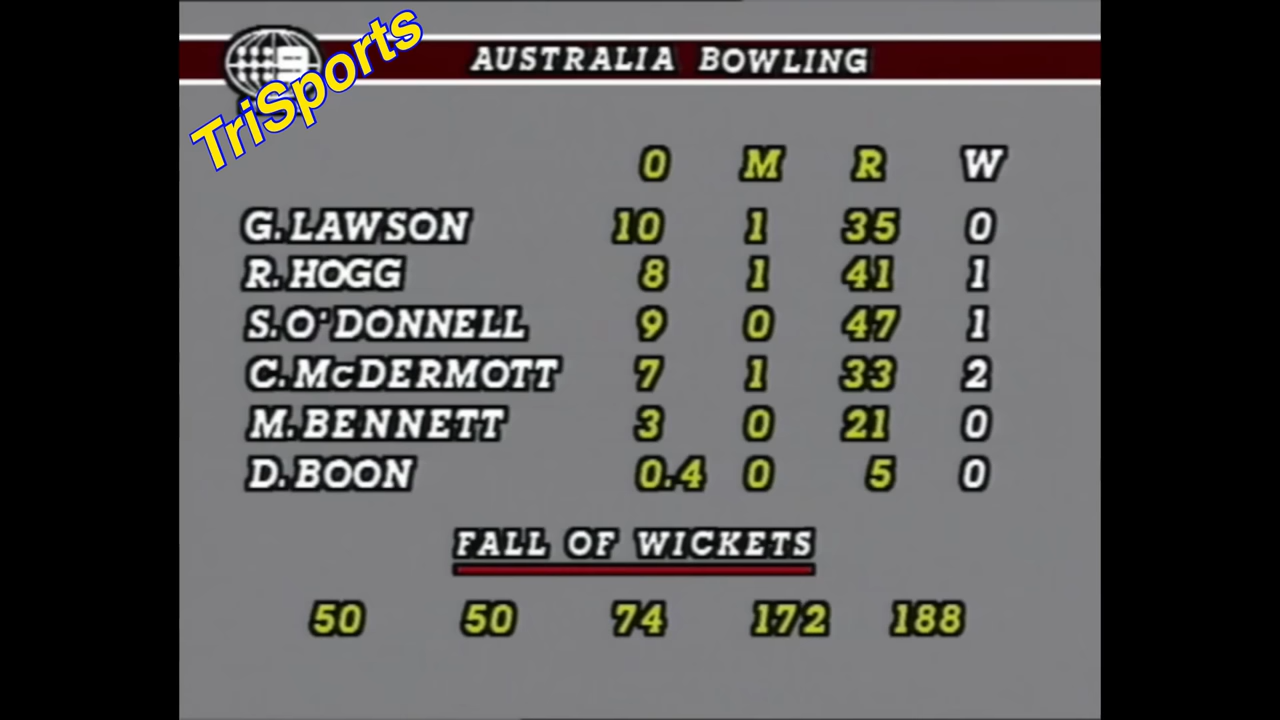 TriSports
9
AUSTRALIA BOWLING
O M R W
G. LAWSON 10 1 35 0
R. HOGG 8 1 41 1
S. O'DONNELL 9 0 47 1
C. McDERMOTT 7 1 33 2
M. BENNETT 3 0 21 0
D. BOON 0.4 0 5 0
FALL OF WICKETS
50 50 74 172 188